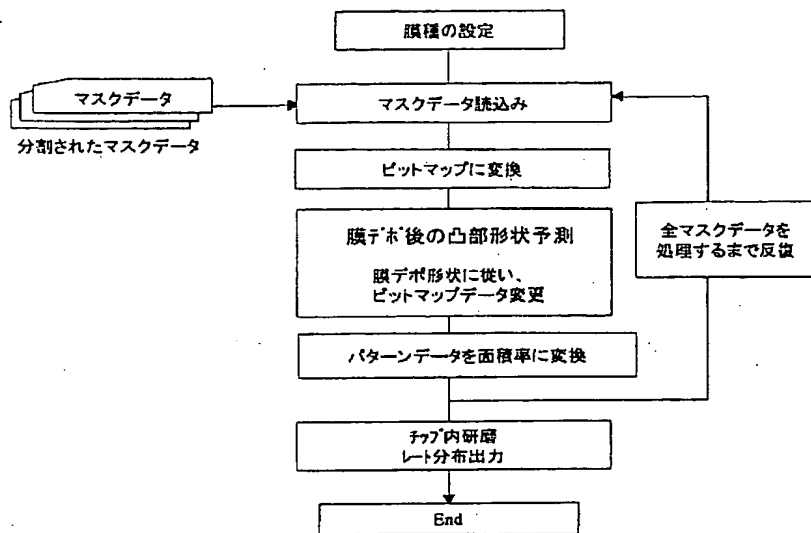 膜種の設定
マスクデータ
マスクデータ読込み
分割されたマスクデータ
ビットマップに変換
膜デポ後の凸部形状予測
膜デポ形状に従い、
ビットマップデータ変更
全マスクデータを
処理するまで反復
パターンデータを面積率に変換
チップ内研磨
レート分布出力
End